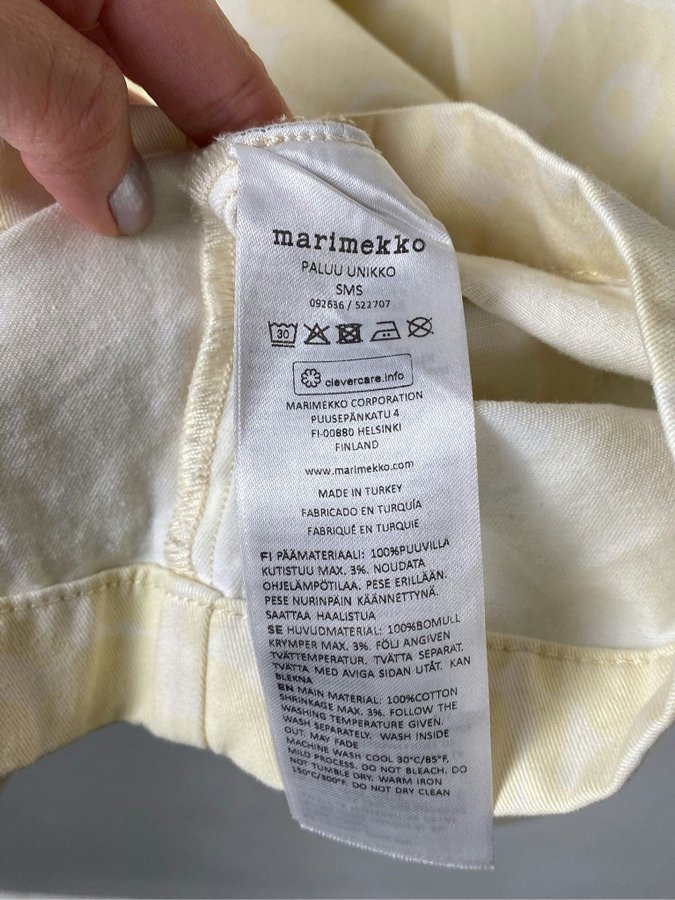 marimekko
PALUU UNIKKO
SMS
092636 / 522707
30
clevercare.info
MARIMEKKO CORPORATION
PUUSEPÄNKATU 4
FI-00880 HELSINKI
FINLAND
www.marimekko.com
MADE IN TURKEY
FABRICADO EN TURQUÍA
FABRIQUÉ EN TURQUIE
FI PÄÄMATERIAALI: 100%PUUVILLA
KUTISTUU MAX. 3%. NOUDATA
OHJELÄMPÖTILAA. PESE ERILLÄÄN.
PESE NURINPÄIN KÄÄNNETTYNÄ.
SAATTAA HAALISTUA
SE HUVUDMATERIAL: 100%BOMULL
KRYMPER MAX. 3%. FÖLJ ANGIVEN
TVÄTTEMPERATUR. TVÄTTA SEPARAT.
TVÄTTA MED AVIGA SIDAN UTÅT. KAN
BLEKNA
EN MAIN MATERIAL: 100%COTTON
SHRINKAGE MAX. 3%. FOLLOW THE
WASHING TEMPERATURE GIVEN.
WASH SEPARATELY. WASH INSIDE
OUT. MAY FADE
MACHINE WASH COOL 30°C/85°F,
MILD PROCESS. DO NOT BLEACH. DO
NOT TUMBLE DRY. WARM IRON
150°C/300°F. DO NOT DRY CLEAN